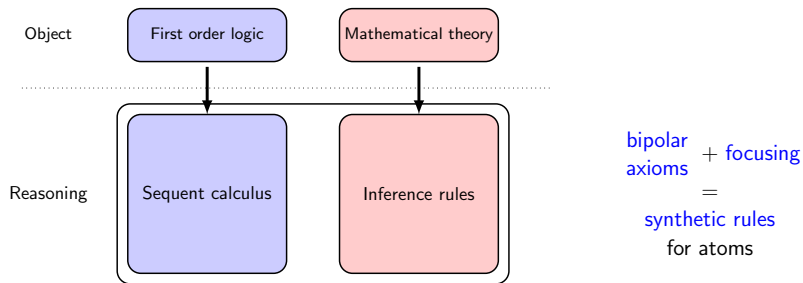 Object
First order logic
Mathematical theory
Reasoning
Sequent calculus
Inference rules
bipolar
axioms
+ focusing
=
synthetic rules
for atoms